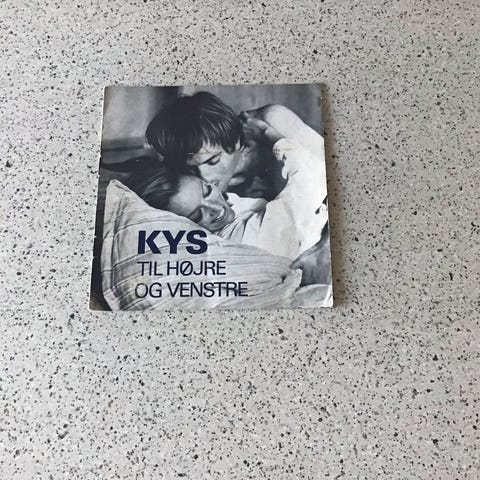 KYS
TIL HØJRE
OG VENSTRE